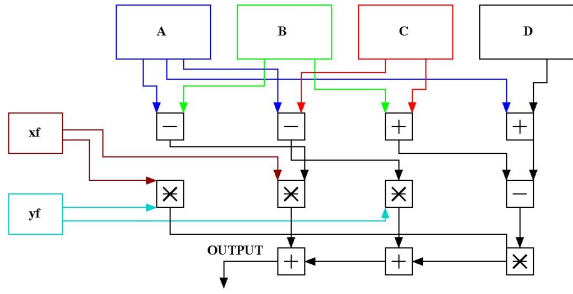 A B C D
− − + +
xf
* * * −
yf
OUTPUT
+ + *